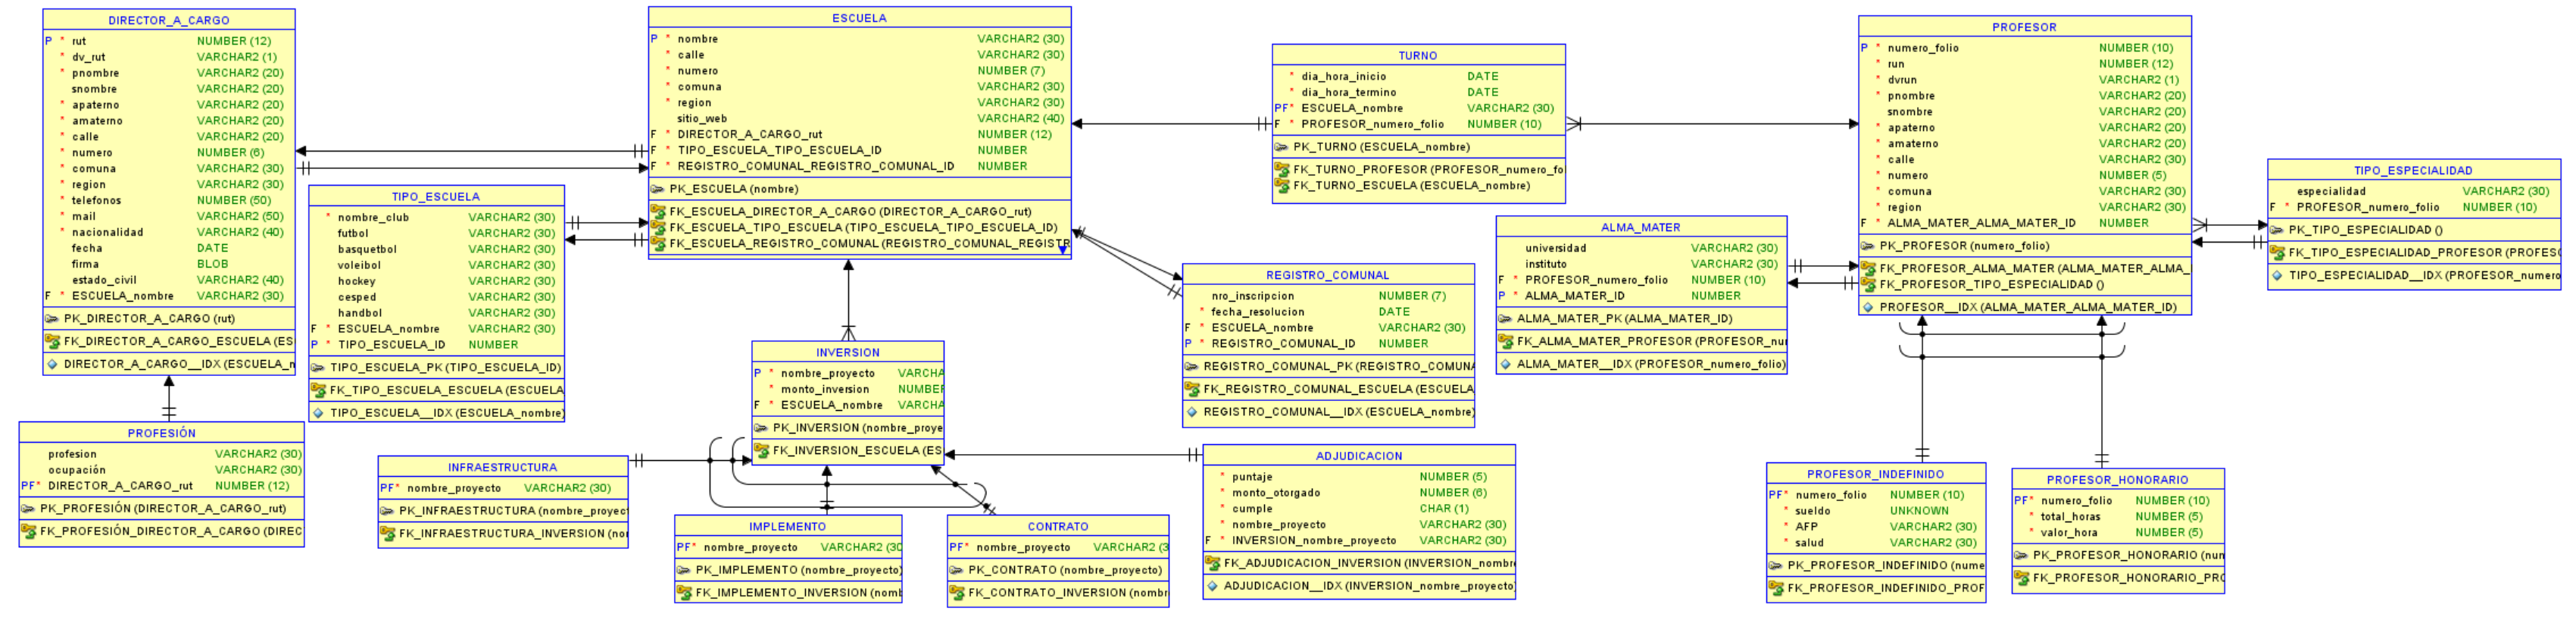 DIRECTOR_A_CARGO
P * rut NUMBER (12)
* dv_rut VARCHAR2 (1)
* pnombre VARCHAR2 (20)
snombre VARCHAR2 (20)
* apaterno VARCHAR2 (20)
* amaterno VARCHAR2 (20)
* calle VARCHAR2 (20)
* numero NUMBER (6)
* comuna VARCHAR2 (30)
* region VARCHAR2 (30)
* telefonos NUMBER (50)
* mail VARCHAR2 (50)
* nacionalidad VARCHAR2 (40)
fecha DATE
firma BLOB
estado_civil VARCHAR2 (40)
F * ESCUELA_nombre VARCHAR2 (30)
PK_DIRECTOR_A_CARGO (rut)
FK_DIRECTOR_A_CARGO_ESCUELA (ES
DIRECTOR_A_CARGO__IDX (ESCUELA_n
PROFESIÓN
profesion VARCHAR2 (30)
ocupación VARCHAR2 (30)
PF* DIRECTOR_A_CARGO_rut NUMBER (12)
PK_PROFESIÓN (DIRECTOR_A_CARGO_rut)
FK_PROFESIÓN_DIRECTOR_A_CARGO (DIREC
TIPO_ESCUELA
* nombre_club VARCHAR2 (30)
futbol VARCHAR2 (30)
basquetbol VARCHAR2 (30)
voleibol VARCHAR2 (30)
hockey VARCHAR2 (30)
cesped VARCHAR2 (30)
handbol VARCHAR2 (30)
F * ESCUELA_nombre VARCHAR2 (30)
P * TIPO_ESCUELA_ID NUMBER
TIPO_ESCUELA_PK (TIPO_ESCUELA_ID)
FK_TIPO_ESCUELA_ESCUELA (ESCUELA
TIPO_ESCUELA__IDX (ESCUELA_nombre)
ESCUELA
P * nombre VARCHAR2 (30)
* calle VARCHAR2 (30)
* numero NUMBER (7)
* comuna VARCHAR2 (30)
* region VARCHAR2 (30)
sitio_web VARCHAR2 (40)
F * DIRECTOR_A_CARGO_rut NUMBER (12)
F * TIPO_ESCUELA_TIPO_ESCUELA_ID NUMBER
F * REGISTRO_COMUNAL_REGISTRO_COMUNAL_ID NUMBER
PK_ESCUELA (nombre)
FK_ESCUELA_DIRECTOR_A_CARGO (DIRECTOR_A_CARGO_rut)
FK_ESCUELA_TIPO_ESCUELA (TIPO_ESCUELA_TIPO_ESCUELA_ID)
FK_ESCUELA_REGISTRO_COMUNAL (REGISTRO_COMUNAL_REGISTR
INVERSION
P * nombre_proyecto VARCHA
* monto_inversion NUMBER
F * ESCUELA_nombre VARCHA
PK_INVERSION (nombre_proye
FK_INVERSION_ESCUELA (ES
INFRAESTRUCTURA
PF* nombre_proyecto VARCHAR2 (30)
PK_INFRAESTRUCTURA (nombre_proyect
FK_INFRAESTRUCTURA_INVERSION (nor
IMPLEMENTO
PF* nombre_proyecto VARCHAR2 (30
PK_IMPLEMENTO (nombre_proyecto)
FK_IMPLEMENTO_INVERSION (nomb
CONTRATO
PF* nombre_proyecto VARCHAR2 (3
PK_CONTRATO (nombre_proyecto)
FK_CONTRATO_INVERSION (nombr
TURNO
* dia_hora_inicio DATE
* dia_hora_termino DATE
PF* ESCUELA_nombre VARCHAR2 (30)
F * PROFESOR_numero_folio NUMBER (10)
PK_TURNO (ESCUELA_nombre)
FK_TURNO_PROFESOR (PROFESOR_numero_fo
FK_TURNO_ESCUELA (ESCUELA_nombre)
REGISTRO_COMUNAL
nro_inscripcion NUMBER (7)
* fecha_resolucion DATE
F * ESCUELA_nombre VARCHAR2 (30)
P * REGISTRO_COMUNAL_ID NUMBER
REGISTRO_COMUNAL_PK (REGISTRO_COMUNA
FK_REGISTRO_COMUNAL_ESCUELA (ESCUELA
REGISTRO_COMUNAL__IDX (ESCUELA_nombre)
ADJUDICACION
* puntaje NUMBER (5)
* monto_otorgado NUMBER (6)
* cumple CHAR (1)
* nombre_proyecto VARCHAR2 (30)
F * INVERSION_nombre_proyecto VARCHAR2 (30)
FK_ADJUDICACION_INVERSION (INVERSION_nombr
ADJUDICACION__IDX (INVERSION_nombre_proyecto)
ALMA_MATER
universidad VARCHAR2 (30)
instituto VARCHAR2 (30)
F * PROFESOR_numero_folio NUMBER (10)
P * ALMA_MATER_ID NUMBER
ALMA_MATER_PK (ALMA_MATER_ID)
FK_ALMA_MATER_PROFESOR (PROFESOR_nu
ALMA_MATER__IDX (PROFESOR_numero_folio)
PROFESOR
P * numero_folio NUMBER (10)
* run NUMBER (12)
* dvrun VARCHAR2 (1)
* pnombre VARCHAR2 (20)
snombre VARCHAR2 (20)
* apaterno VARCHAR2 (20)
* amaterno VARCHAR2 (20)
* calle VARCHAR2 (30)
* numero NUMBER (5)
* comuna VARCHAR2 (30)
* region VARCHAR2 (30)
F * ALMA_MATER_ALMA_MATER_ID NUMBER
PK_PROFESOR (numero_folio)
FK_PROFESOR_ALMA_MATER (ALMA_MATER_ALMA_
FK_PROFESOR_TIPO_ESPECIALIDAD ()
PROFESOR__IDX (ALMA_MATER_ALMA_MATER_ID)
TIPO_ESPECIALIDAD
especialidad VARCHAR2 (30)
F * PROFESOR_numero_folio NUMBER (10)
PK_TIPO_ESPECIALIDAD ()
FK_TIPO_ESPECIALIDAD_PROFESOR (PROFESO
TIPO_ESPECIALIDAD__IDX (PROFESOR_numero
PROFESOR_INDEFINIDO
PF* numero_folio NUMBER (10)
* sueldo UNKNOWN
* AFP VARCHAR2 (30)
* salud VARCHAR2 (30)
PK_PROFESOR_INDEFINIDO (nume
FK_PROFESOR_INDEFINIDO_PROF
PROFESOR_HONORARIO
PF* numero_folio NUMBER (10)
* total_horas NUMBER (5)
* valor_hora NUMBER (5)
PK_PROFESOR_HONORARIO (num
FK_PROFESOR_HONORARIO_PRO